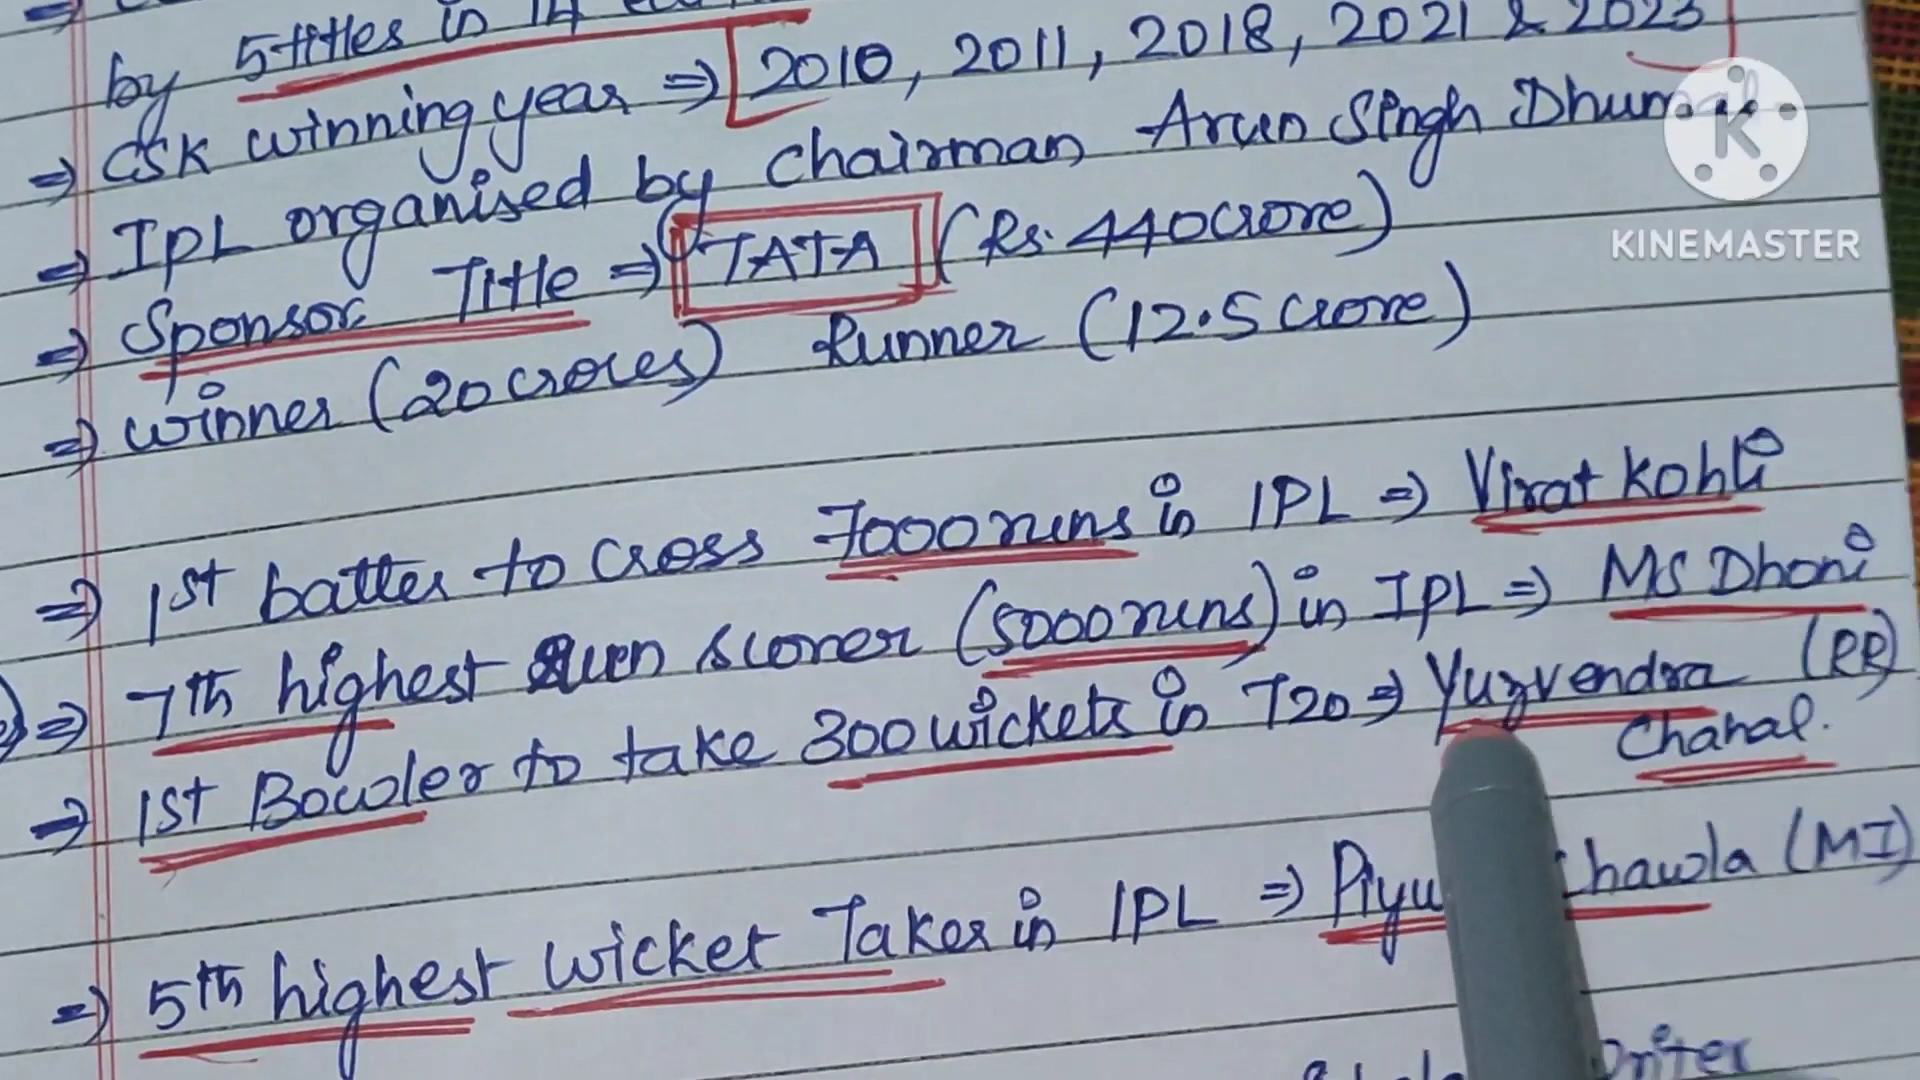 by 5 titles in 14
⇒ CSK winning year ⇒ 2010, 2011, 2018, 2021 & 2023
⇒ IPL organised by Chairman Arun Singh Dhumal
⇒ Sponsor Title ⇒ TATA (Rs. 440 crore)
⇒ winner (20 crores) Runner (12.5 crore)
⇒ 1st batter to cross 7000 runs in IPL ⇒ Virat Kohli
⇒ 7th highest run scorer (5000 runs) in IPL ⇒ MS Dhoni
⇒ 1st Bowler to take 300 wickets in T20 ⇒ Yuzvendra (RR)
Chahal.
⇒ 5th highest wicket Taker in IPL ⇒ Piyu hawla (MI)
KINEMASTER